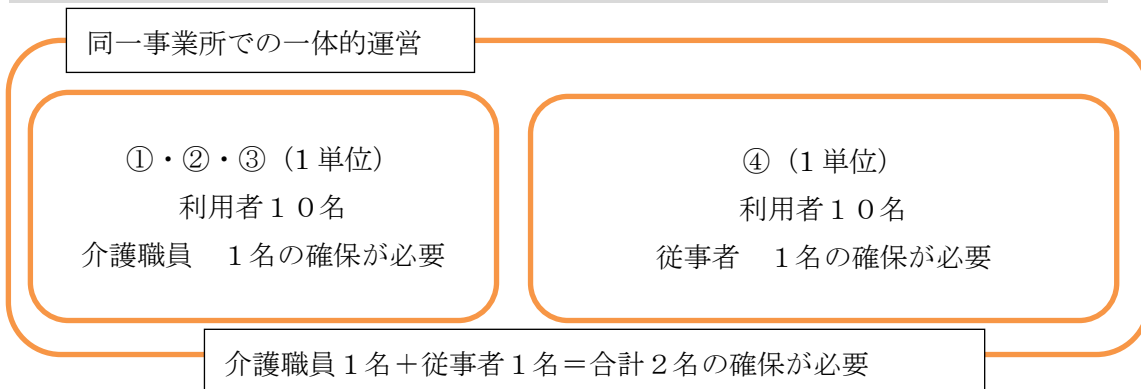 同一事業所での一体的運営
①・②・③（1 単位）
利用者１０名
介護職員　１名の確保が必要
④（1 単位）
利用者１０名
従事者　１名の確保が必要
介護職員１名＋従事者１名＝合計２名の確保が必要